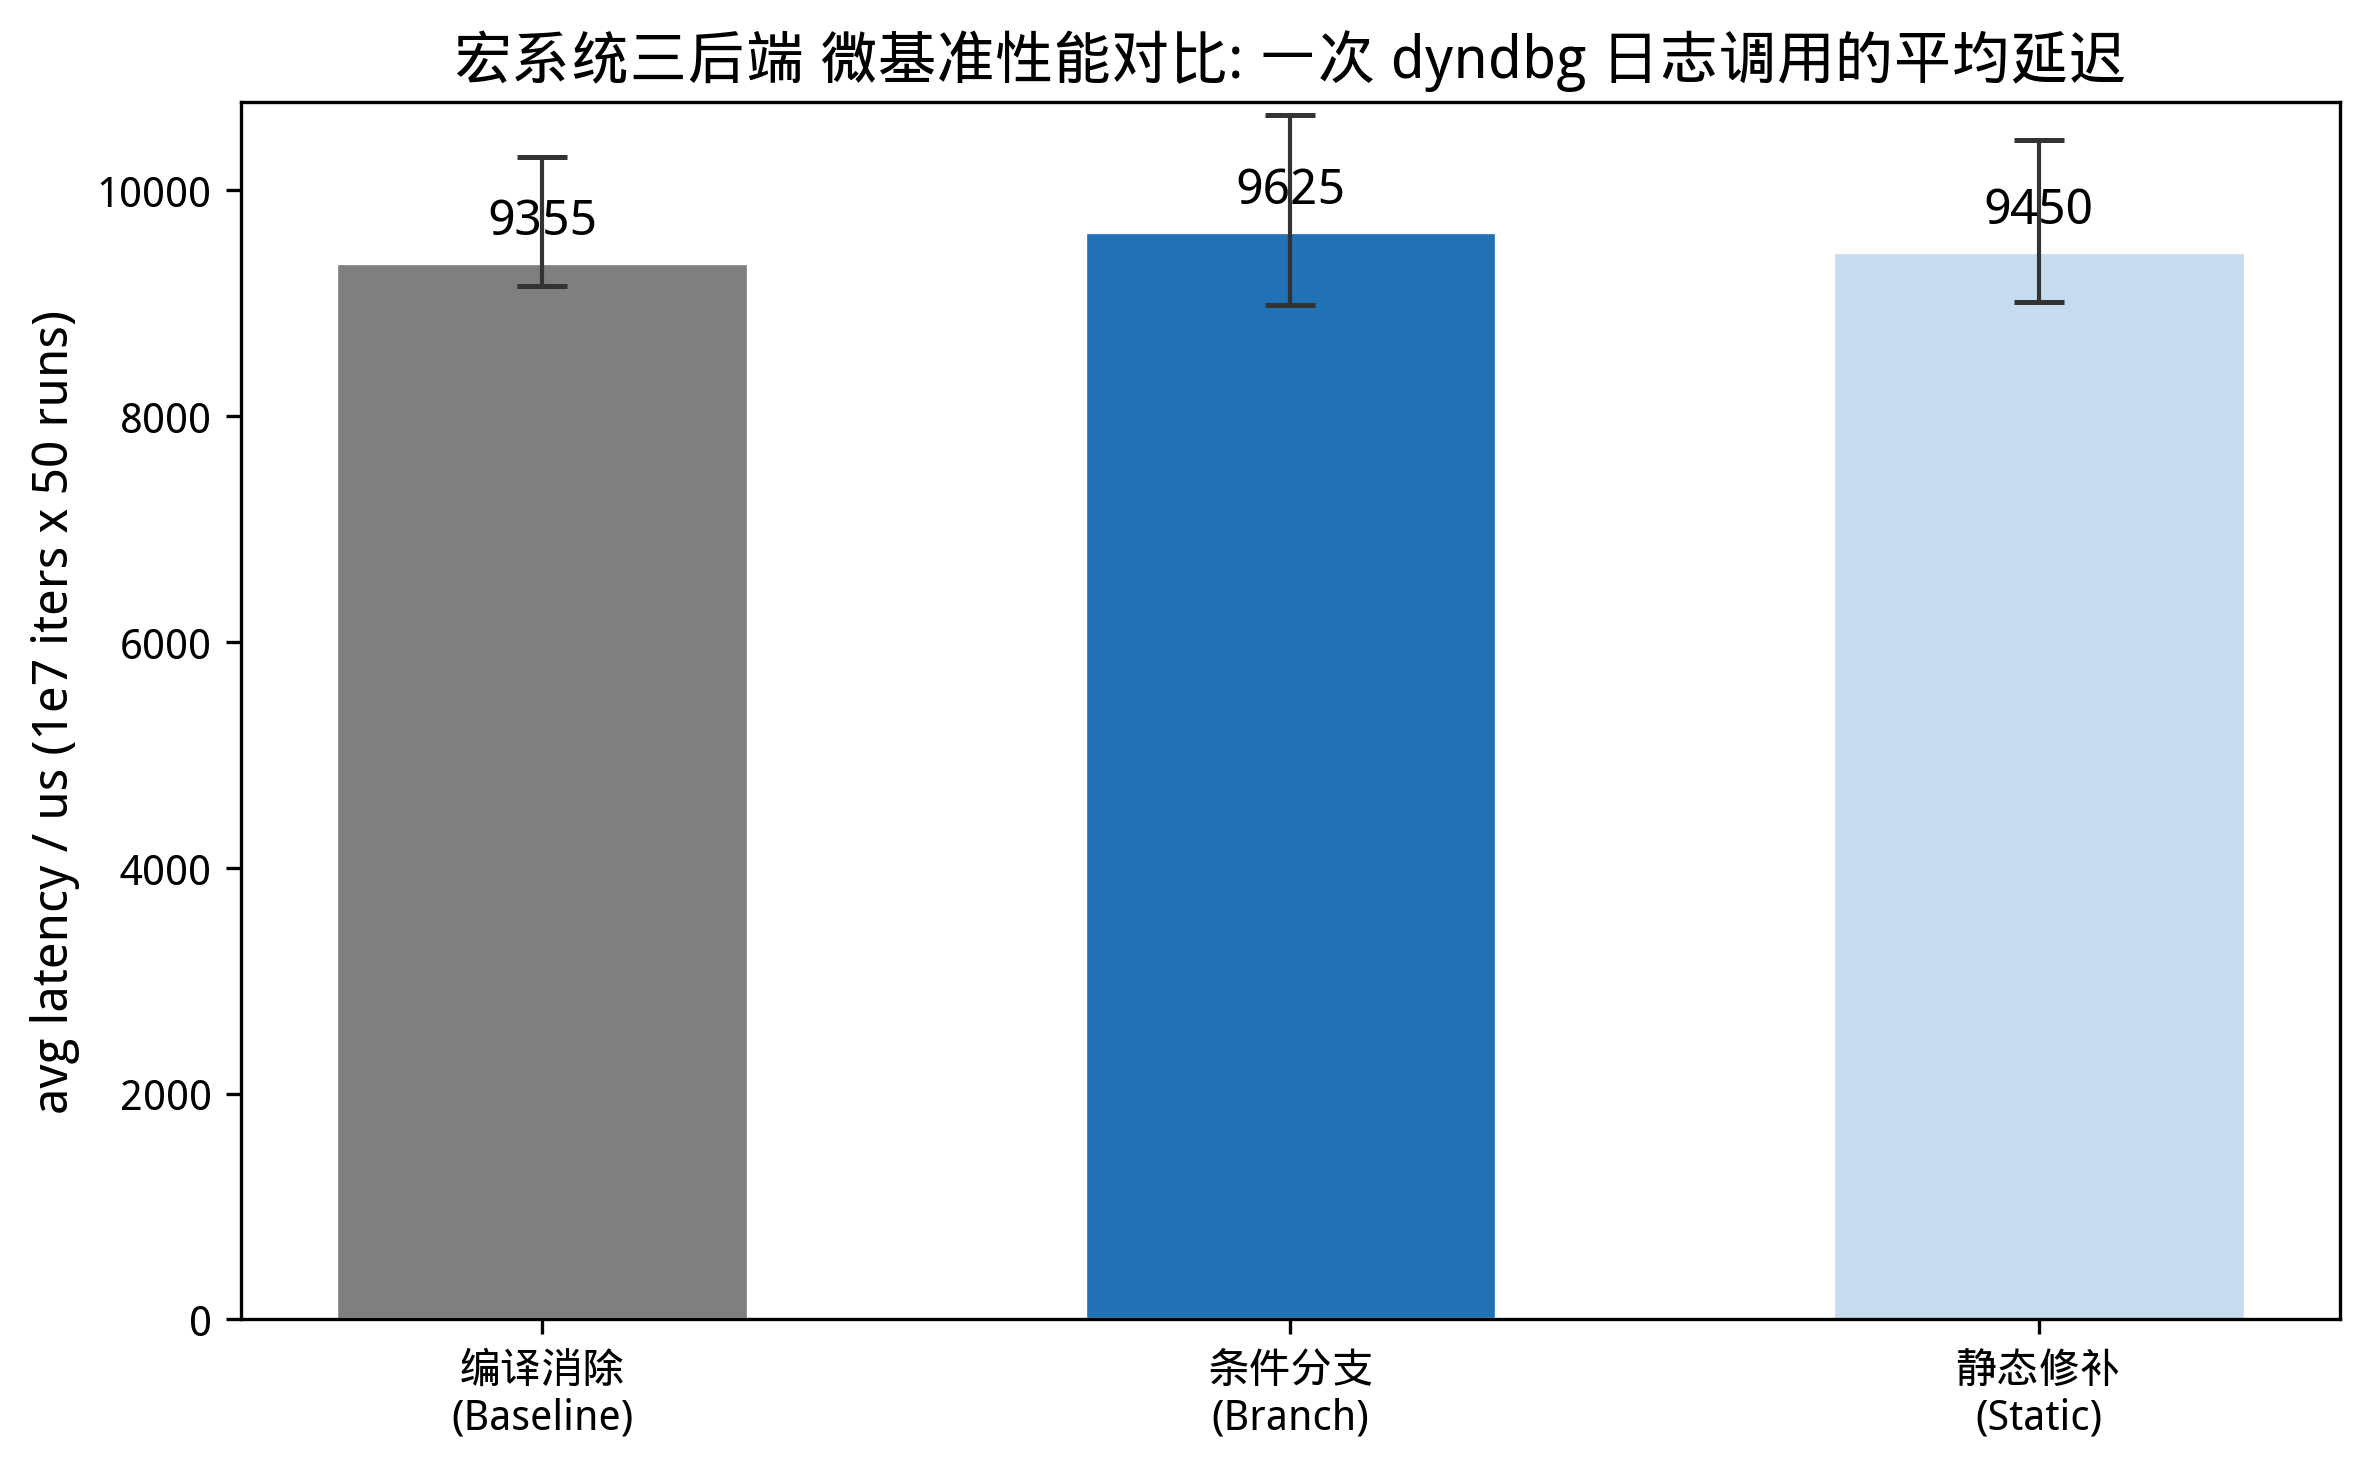 宏系统三后端 微基准性能对比: 一次 dyndbg 日志调用的平均延迟
avg latency / us (1e7 iters x 50 runs)
10000
8000
6000
4000
2000
0
9355
9625
9450
编译消除
(Baseline)
条件分支
(Branch)
静态修补
(Static)